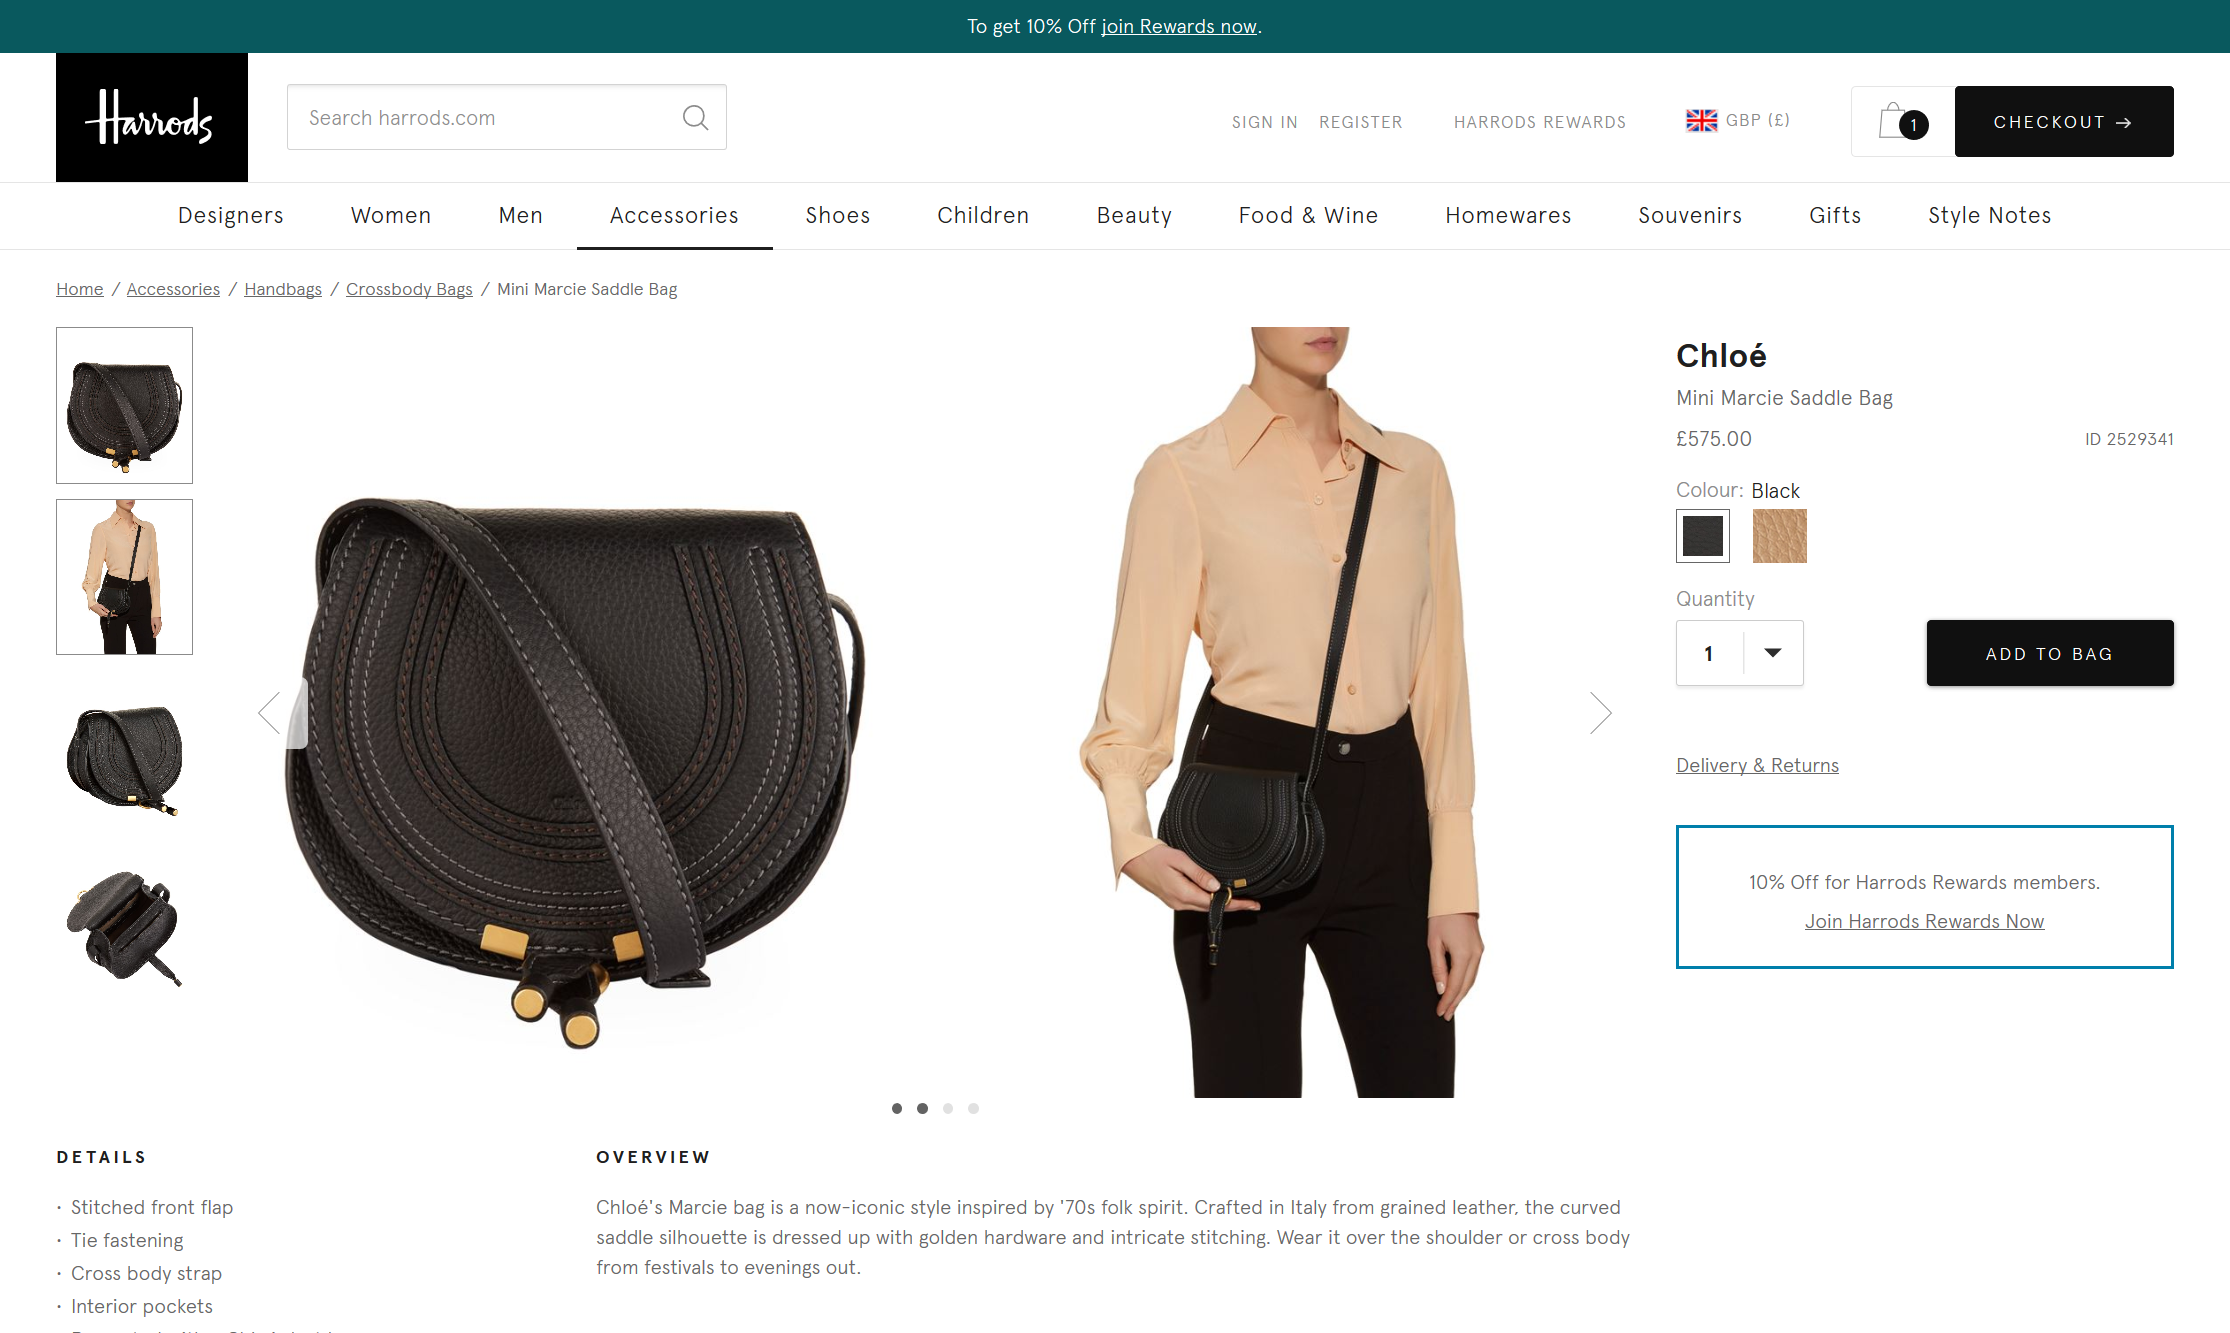 To get 10% Off join Rewards now.
Harrods
Search harrods.com
SIGN IN REGISTER HARRODS REWARDS GBP (£)
1
CHECKOUT →
Designers Women Men Accessories Shoes Children Beauty Food & Wine Homewares Souvenirs Gifts Style Notes
Home / Accessories / Handbags / Crossbody Bags / Mini Marcie Saddle Bag
Chloé
Mini Marcie Saddle Bag
£575.00 ID 2529341
Colour: Black
Quantity
1
ADD TO BAG
Delivery & Returns
10% Off for Harrods Rewards members.
Join Harrods Rewards Now
DETAILS
· Stitched front flap
· Tie fastening
· Cross body strap
· Interior pockets
OVERVIEW
Chloé's Marcie bag is a now-iconic style inspired by '70s folk spirit. Crafted in Italy from grained leather, the curved
saddle silhouette is dressed up with golden hardware and intricate stitching. Wear it over the shoulder or cross body
from festivals to evenings out.